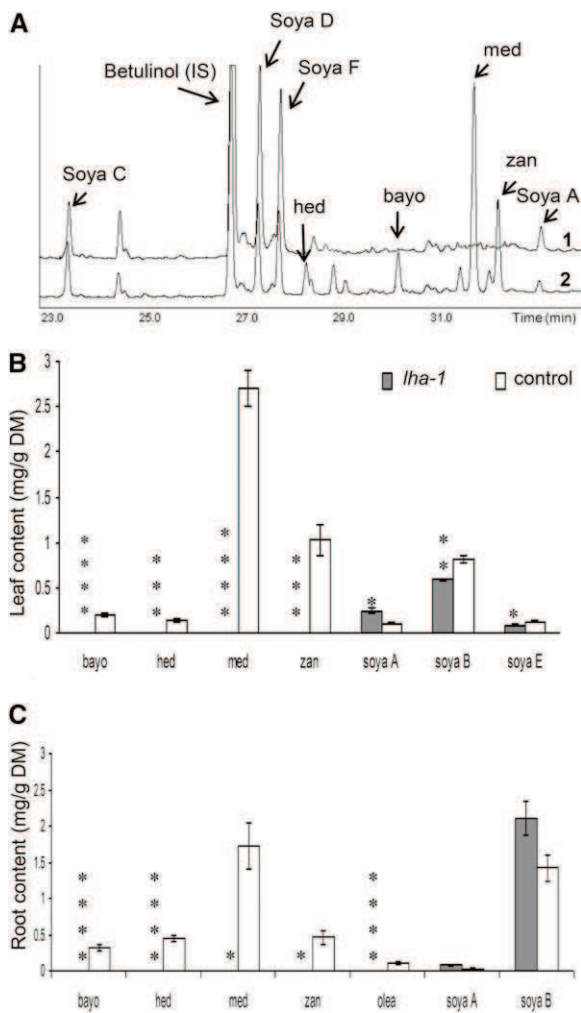 A
Soya D
med
Betulinol (IS)
Soya F
zan
Soya C
hed
bayo
Soya A
1
2
23.0 25.0 27.0 29.0 31.0 Time (min)
B
lha-1 control
Leaf content (mg/g DM)
3
2.5
2
1.5
1
0.5
0
* * * *
* * *
* * * *
* * *
*
* *
*
bayo hed med zan soya A soya B soya E
C
Root content (mg/g DM)
3
2.5
2
1.5
1
0.5
0
* * * *
* * * *
*
*
* * * *
bayo hed med zan olea soya A soya B